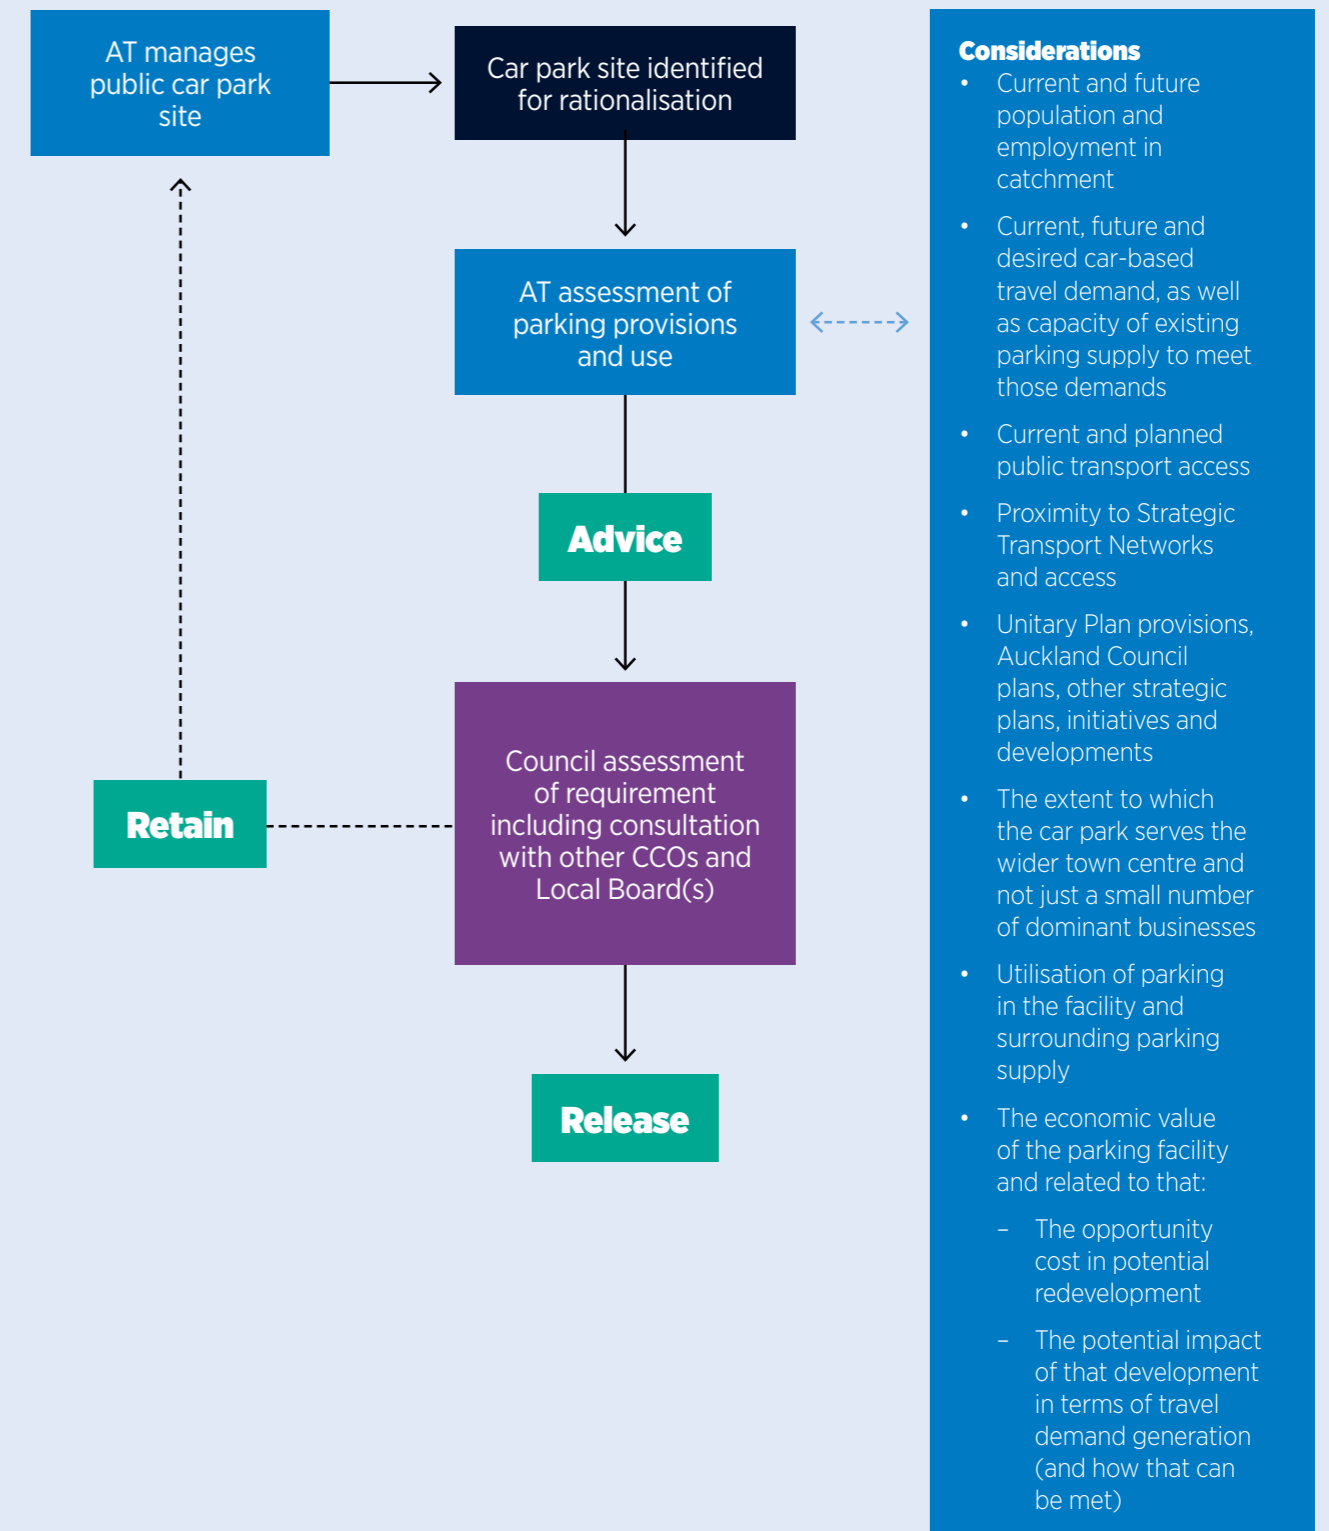 AT manages
public car park
site
Car park site identified
for rationalisation
AT assessment of
parking provisions
and use
Advice
Council assessment
of requirement
including consultation
with other CCOs and
Local Board(s)
Retain
Release
Considerations
• Current and future
population and
employment in
catchment
• Current, future and
desired car-based
travel demand, as well
as capacity of existing
parking supply to meet
those demands
• Current and planned
public transport access
• Proximity to Strategic
Transport Networks
and access
• Unitary Plan provisions,
Auckland Council
plans, other strategic
plans, initiatives and
developments
• The extent to which
the car park serves the
wider town centre and
not just a small number
of dominant businesses
• Utilisation of parking
in the facility and
surrounding parking
supply
• The economic value
of the parking facility
and related to that:
– The opportunity
cost in potential
redevelopment
– The potential impact
of that development
in terms of travel
demand generation
(and how that can
be met)